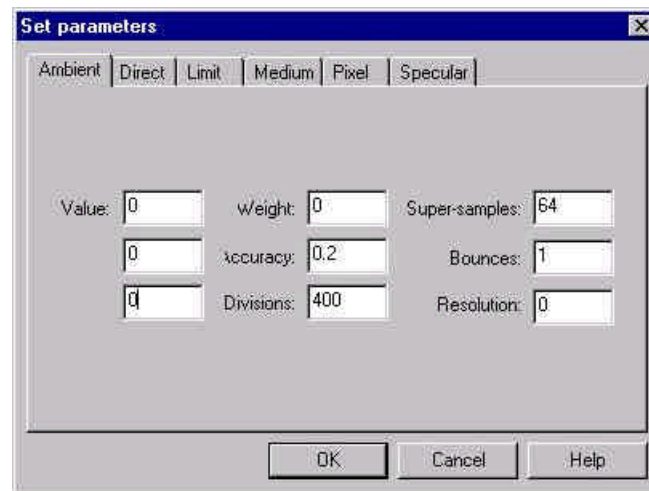 Set parameters
Ambient Direct Limit Medium Pixel Specular
Value: 0 Weight: 0 Super-samples: 64
0 Accuracy: 0.2 Bounces: 1
0 Divisions: 400 Resolution: 0
OK Cancel Help